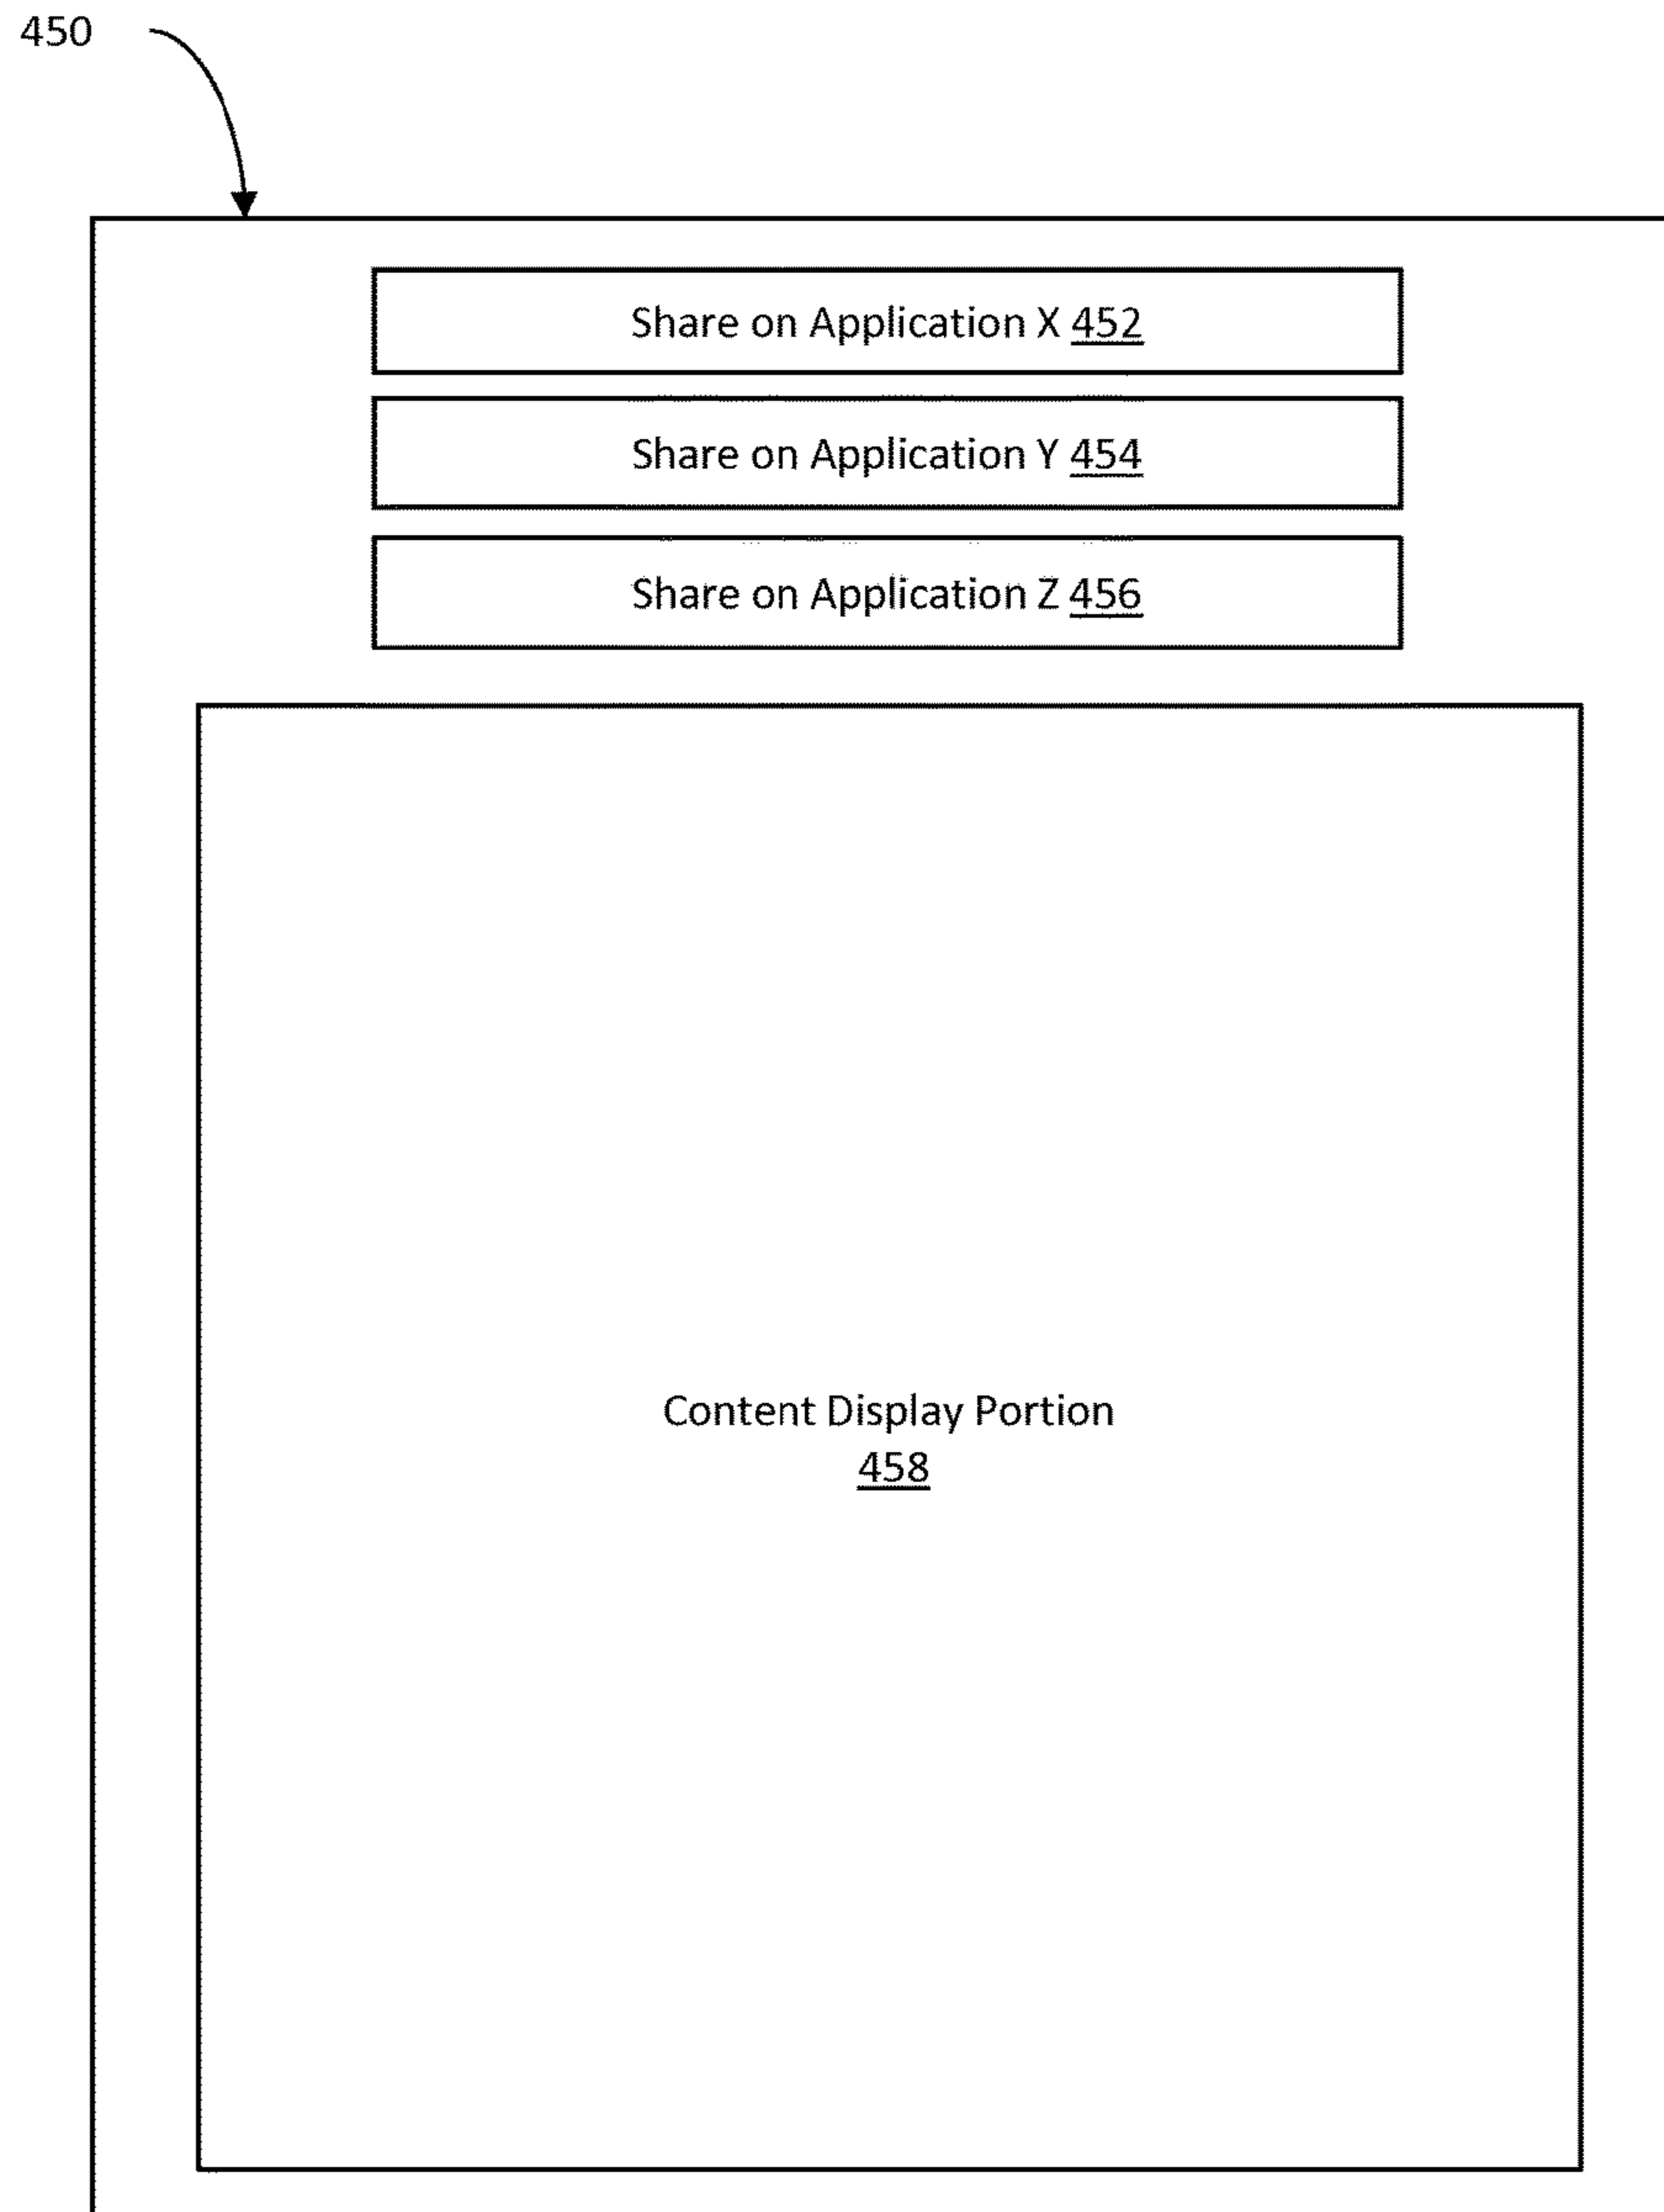 450
Share on Application X 452
Share on Application Y 454
Share on Application Z 456
Content Display Portion
458